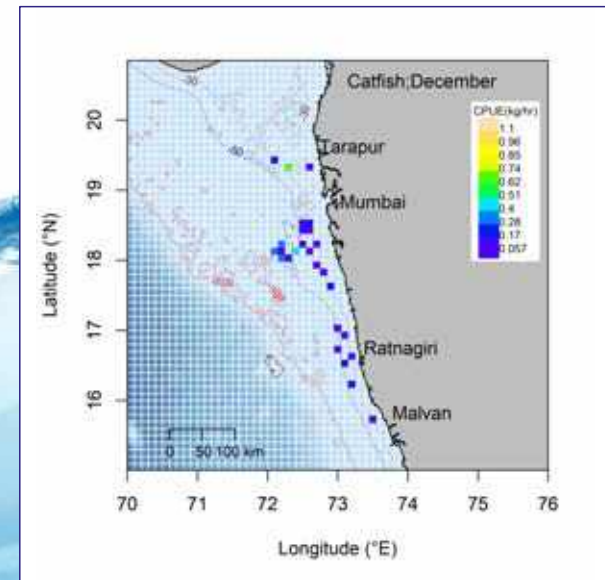 Catfish;December
CPUE(kg/hr)
1.1
0.96
0.85
0.74
0.62
0.51
0.4
0.28
0.17
0.057
Tarapur
Mumbai
Ratnagiri
Malvan
Latitude (°N)
20
19
18
17
16
0 50 100 km
70 71 72 73 74 75 76
Longitude (°E)